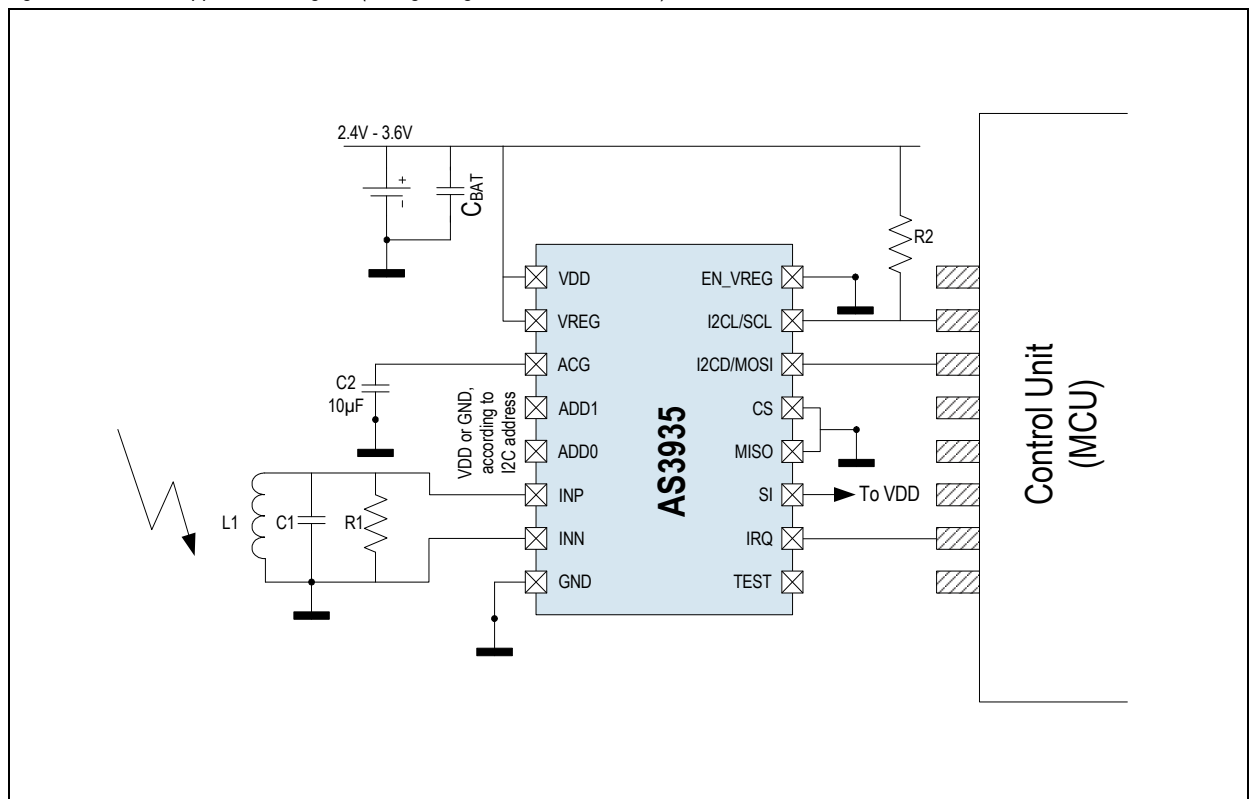 2.4V - 3.6V
+
-
CBAT
R2
VDD
VREG
ACG
ADD1
ADD0
INP
INN
GND
EN_VREG
I2CL/SCL
I2CD/MOSI
CS
MISO
SI
IRQ
TEST
AS3935
To VDD
C2
10µF
VDD or GND,
according to
I2C address
L1
C1
R1
Control Unit
(MCU)